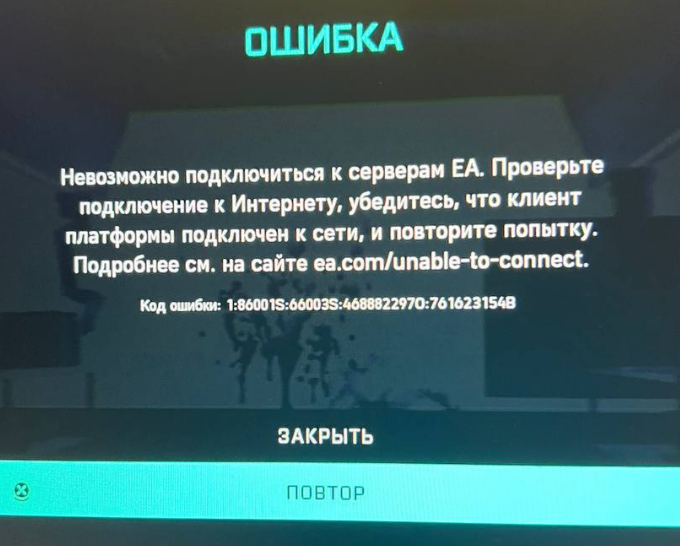 ОШИБКА
Невозможно подключиться к серверам EA. Проверьте
подключение к Интернету, убедитесь, что клиент
платформы подключен к сети, и повторите попытку.
Подробнее см. на сайте ea.com/unable-to-connect.
Код ошибки: 1:86001S:66003S:468882297O:761623154B
ЗАКРЫТЬ
ПОВТОР